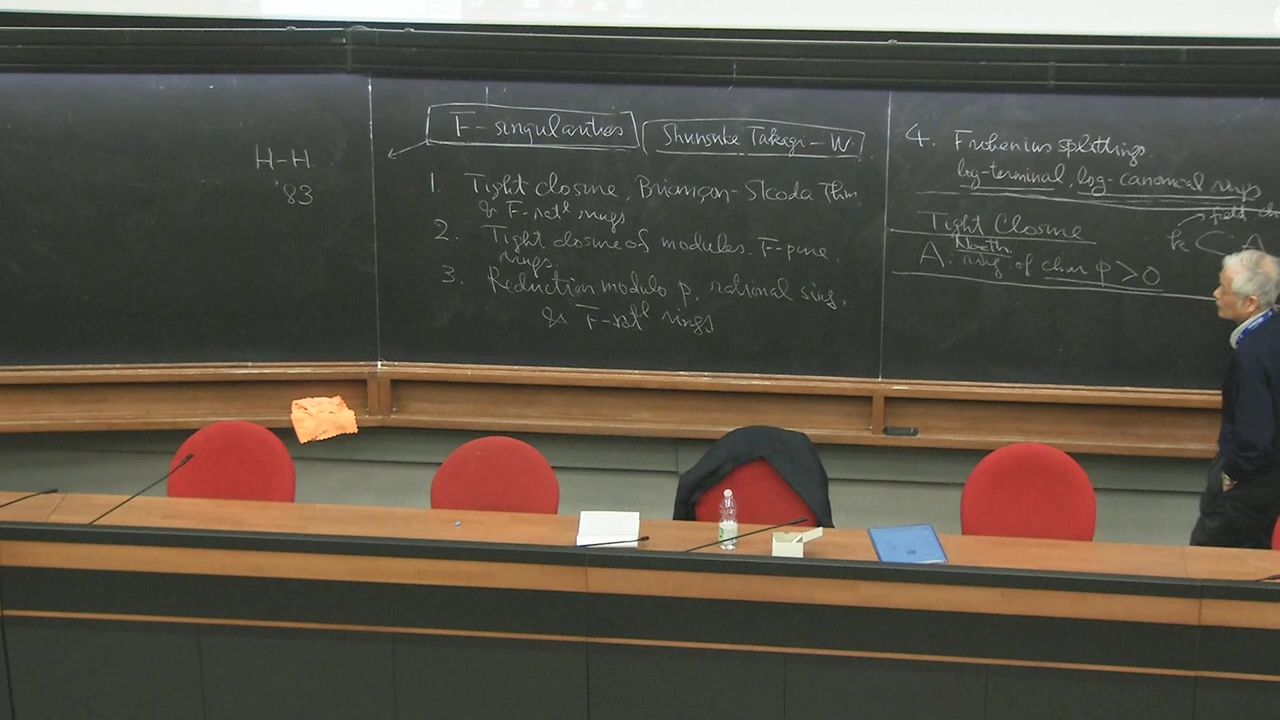 H-H
'83
F-singularities
Shunsuke Takagi - W.
1. Tight closure, Briançon-Skoda Thm
& F-rat'l rings
2. Tight closure of modules. F-pure
rings.
3. Reduction modulo p, rational sing,
& F-rat'l rings
4. Frobenius splittings.
log-terminal, log-canonical rings
Tight Closure
field
k ⊂ A
Noeth
A: ring of char p > 0